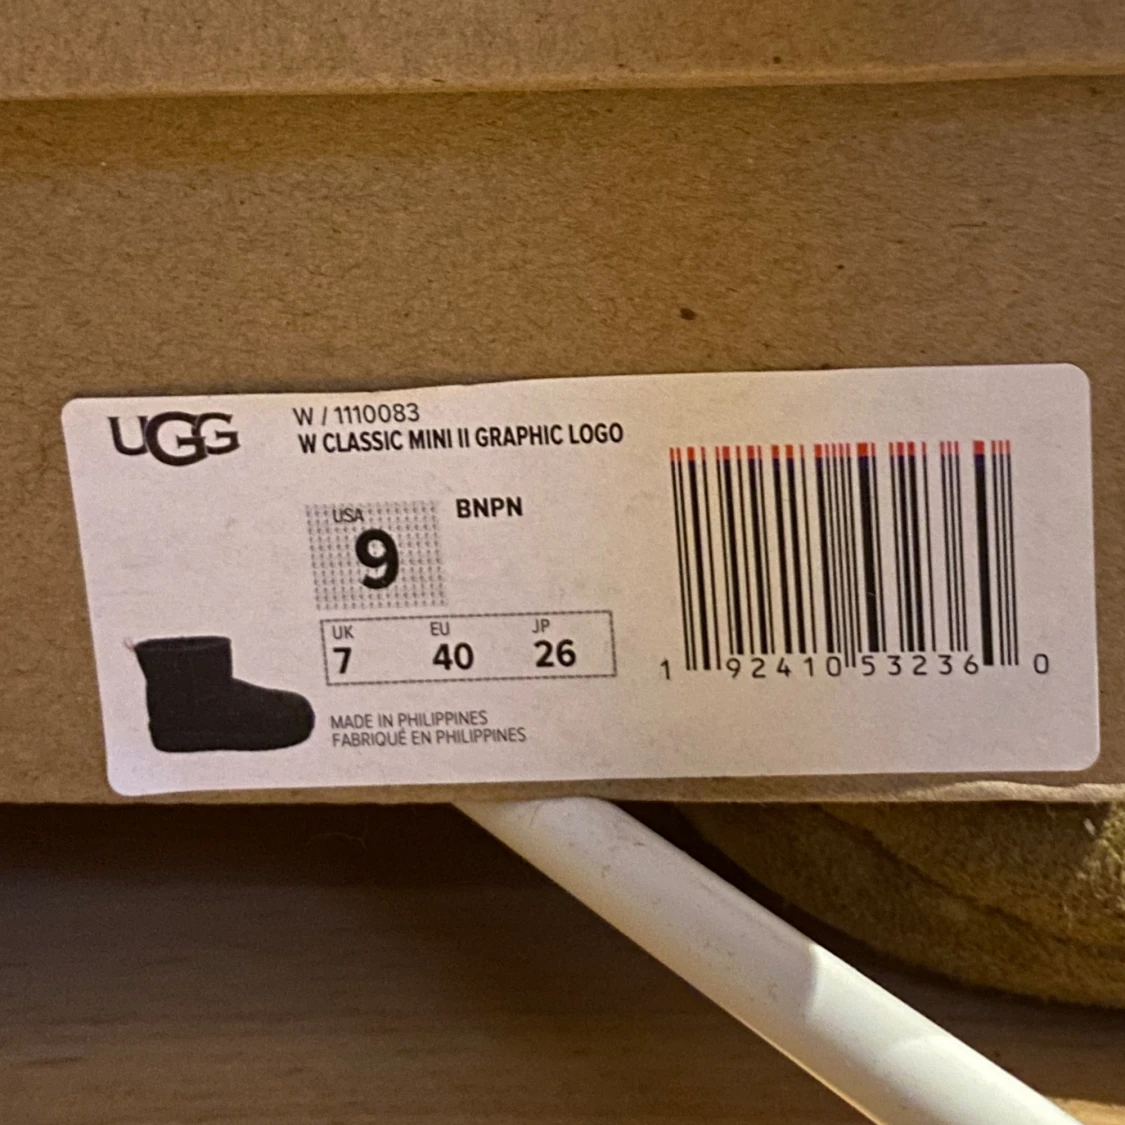 UGG
W / 1110083
W CLASSIC MINI II GRAPHIC LOGO
USA
9
BNPN
UK EU JP
7 40 26
MADE IN PHILIPPINES
FABRIQUÉ EN PHILIPPINES
1 92410 53236 0